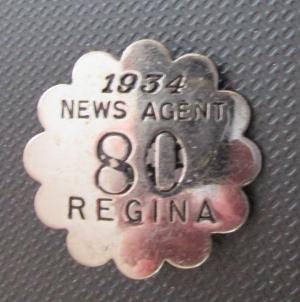 1934
NEWS AGENT
80
REGINA